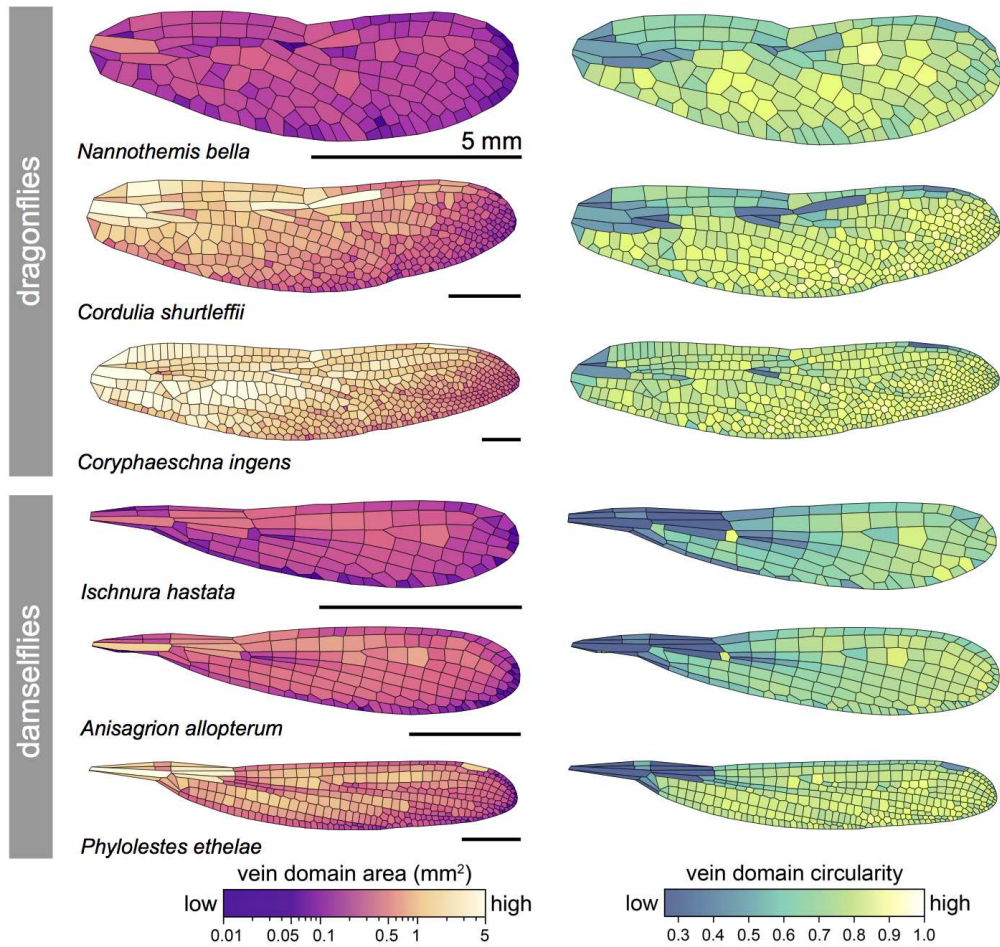 dragonflies
Nannothemis bella
5 mm
Cordulia shurtleffii
Coryphaeschna ingens
damselflies
Ischnura hastata
Anisagrion allopterum
Phylolestes ethelae
vein domain area (mm²)
low high
0.01 0.05 0.1 0.5 1 5
vein domain circularity
low high
0.3 0.4 0.5 0.6 0.7 0.8 0.9 1.0